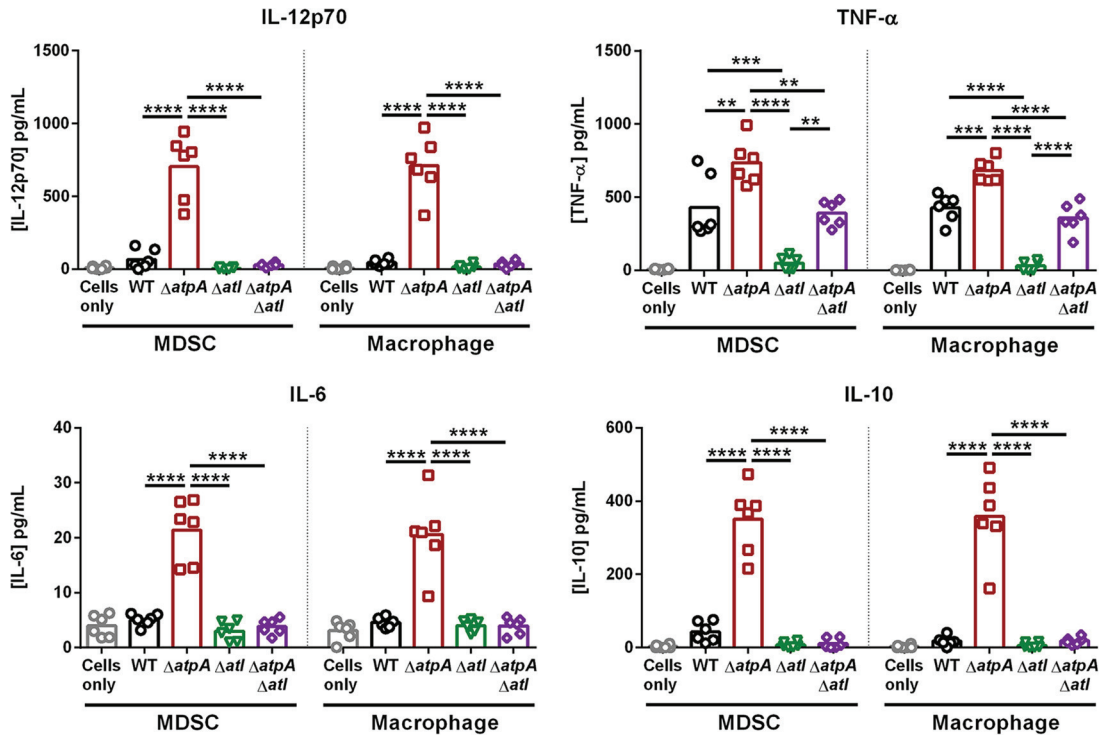 IL-12p70
[IL-12p70] pg/mL
1500
1000
500
0
**** **** ****
**** **** ****
Cells only WT ΔatpA Δatl ΔatpA Δatl
Cells only WT ΔatpA Δatl ΔatpA Δatl
MDSC Macrophage
TNF-α
[TNF-α] pg/mL
1500
1000
500
0
*** ** ** **** **
**** **** *** **** ****
Cells only WT ΔatpA Δatl ΔatpA Δatl
Cells only WT ΔatpA Δatl ΔatpA Δatl
MDSC Macrophage
IL-6
[IL-6] pg/mL
40
30
20
10
0
**** **** ****
**** **** ****
Cells only WT ΔatpA Δatl ΔatpA Δatl
Cells only WT ΔatpA Δatl ΔatpA Δatl
MDSC Macrophage
IL-10
[IL-10] pg/mL
600
400
200
0
**** **** ****
**** **** ****
Cells only WT ΔatpA Δatl ΔatpA Δatl
Cells only WT ΔatpA Δatl ΔatpA Δatl
MDSC Macrophage